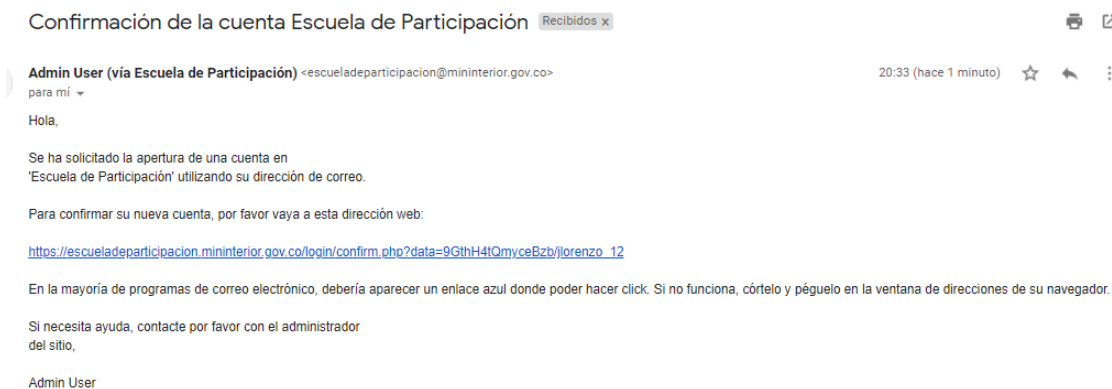 Confirmación de la cuenta Escuela de Participación Recibidos x
Admin User (vía Escuela de Participación) <escueladeparticipacion@mininterior.gov.co> 20:33 (hace 1 minuto)
para mí
Hola,
Se ha solicitado la apertura de una cuenta en
'Escuela de Participación' utilizando su dirección de correo.
Para confirmar su nueva cuenta, por favor vaya a esta dirección web:
https://escueladeparticipacion.mininterior.gov.co/login/confirm.php?data=9GthH4tQmyceBzb/jlorenzo_12
En la mayoría de programas de correo electrónico, debería aparecer un enlace azul donde poder hacer click. Si no funciona, córtelo y péguelo en la ventana de direcciones de su navegador.
Si necesita ayuda, contacte por favor con el administrador
del sitio,
Admin User